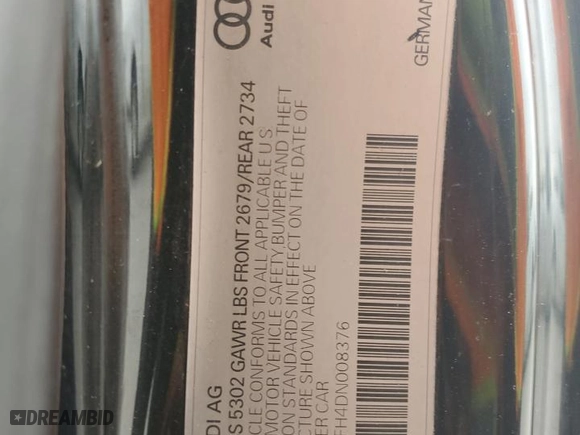 Audi
GERMAN
DI AG
S 5302 GAWR LBS FRONT 2679/REAR 2734
CLE CONFORMS TO ALL APPLICABLE U S
MOTOR VEHICLE SAFETY, BUMPER AND THEFT
ON STANDARDS IN EFFECT ON THE DATE OF
CTURE SHOWN ABOVE
ER CAR
FH4DN008376
DREAMBID